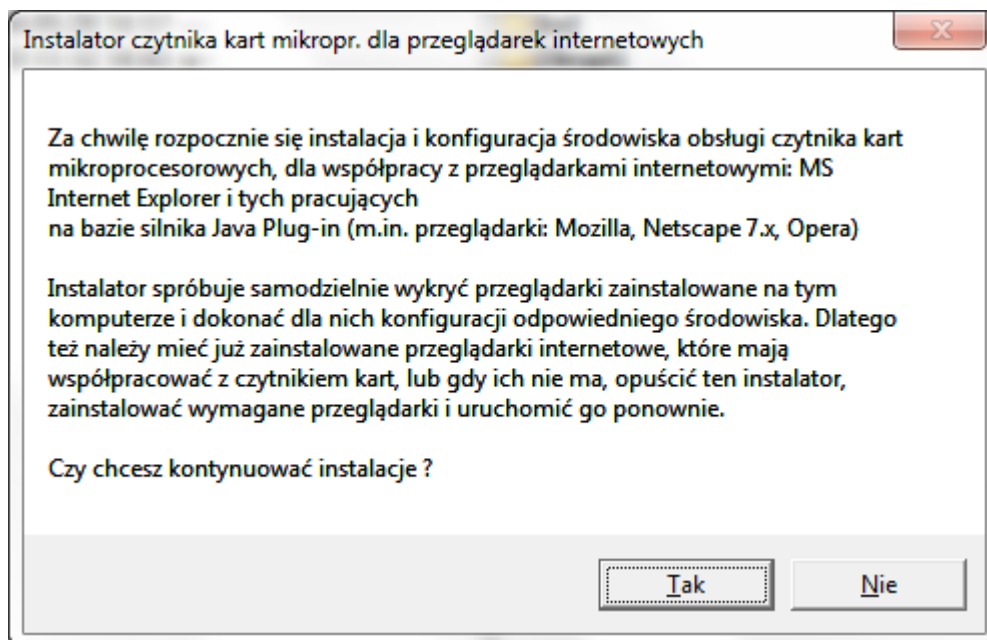 Instalator czytnika kart mikropr. dla przeglądarek internetowych
Za chwilę rozpocznie się instalacja i konfiguracja środowiska obsługi czytnika kart
mikroprocesorowych, dla współpracy z przeglądarkami internetowymi: MS
Internet Explorer i tych pracujących
na bazie silnika Java Plug-in (m.in. przeglądarki: Mozilla, Netscape 7.x, Opera)
Instalator spróbuje samodzielnie wykryć przeglądarki zainstalowane na tym
komputerze i dokonać dla nich konfiguracji odpowiedniego środowiska. Dlatego
też należy mieć już zainstalowane przeglądarki internetowe, które mają
współpracować z czytnikiem kart, lub gdy ich nie ma, opuścić ten instalator,
zainstalować wymagane przeglądarki i uruchomić go ponownie.
Czy chcesz kontynuować instalacje ?
Tak Nie